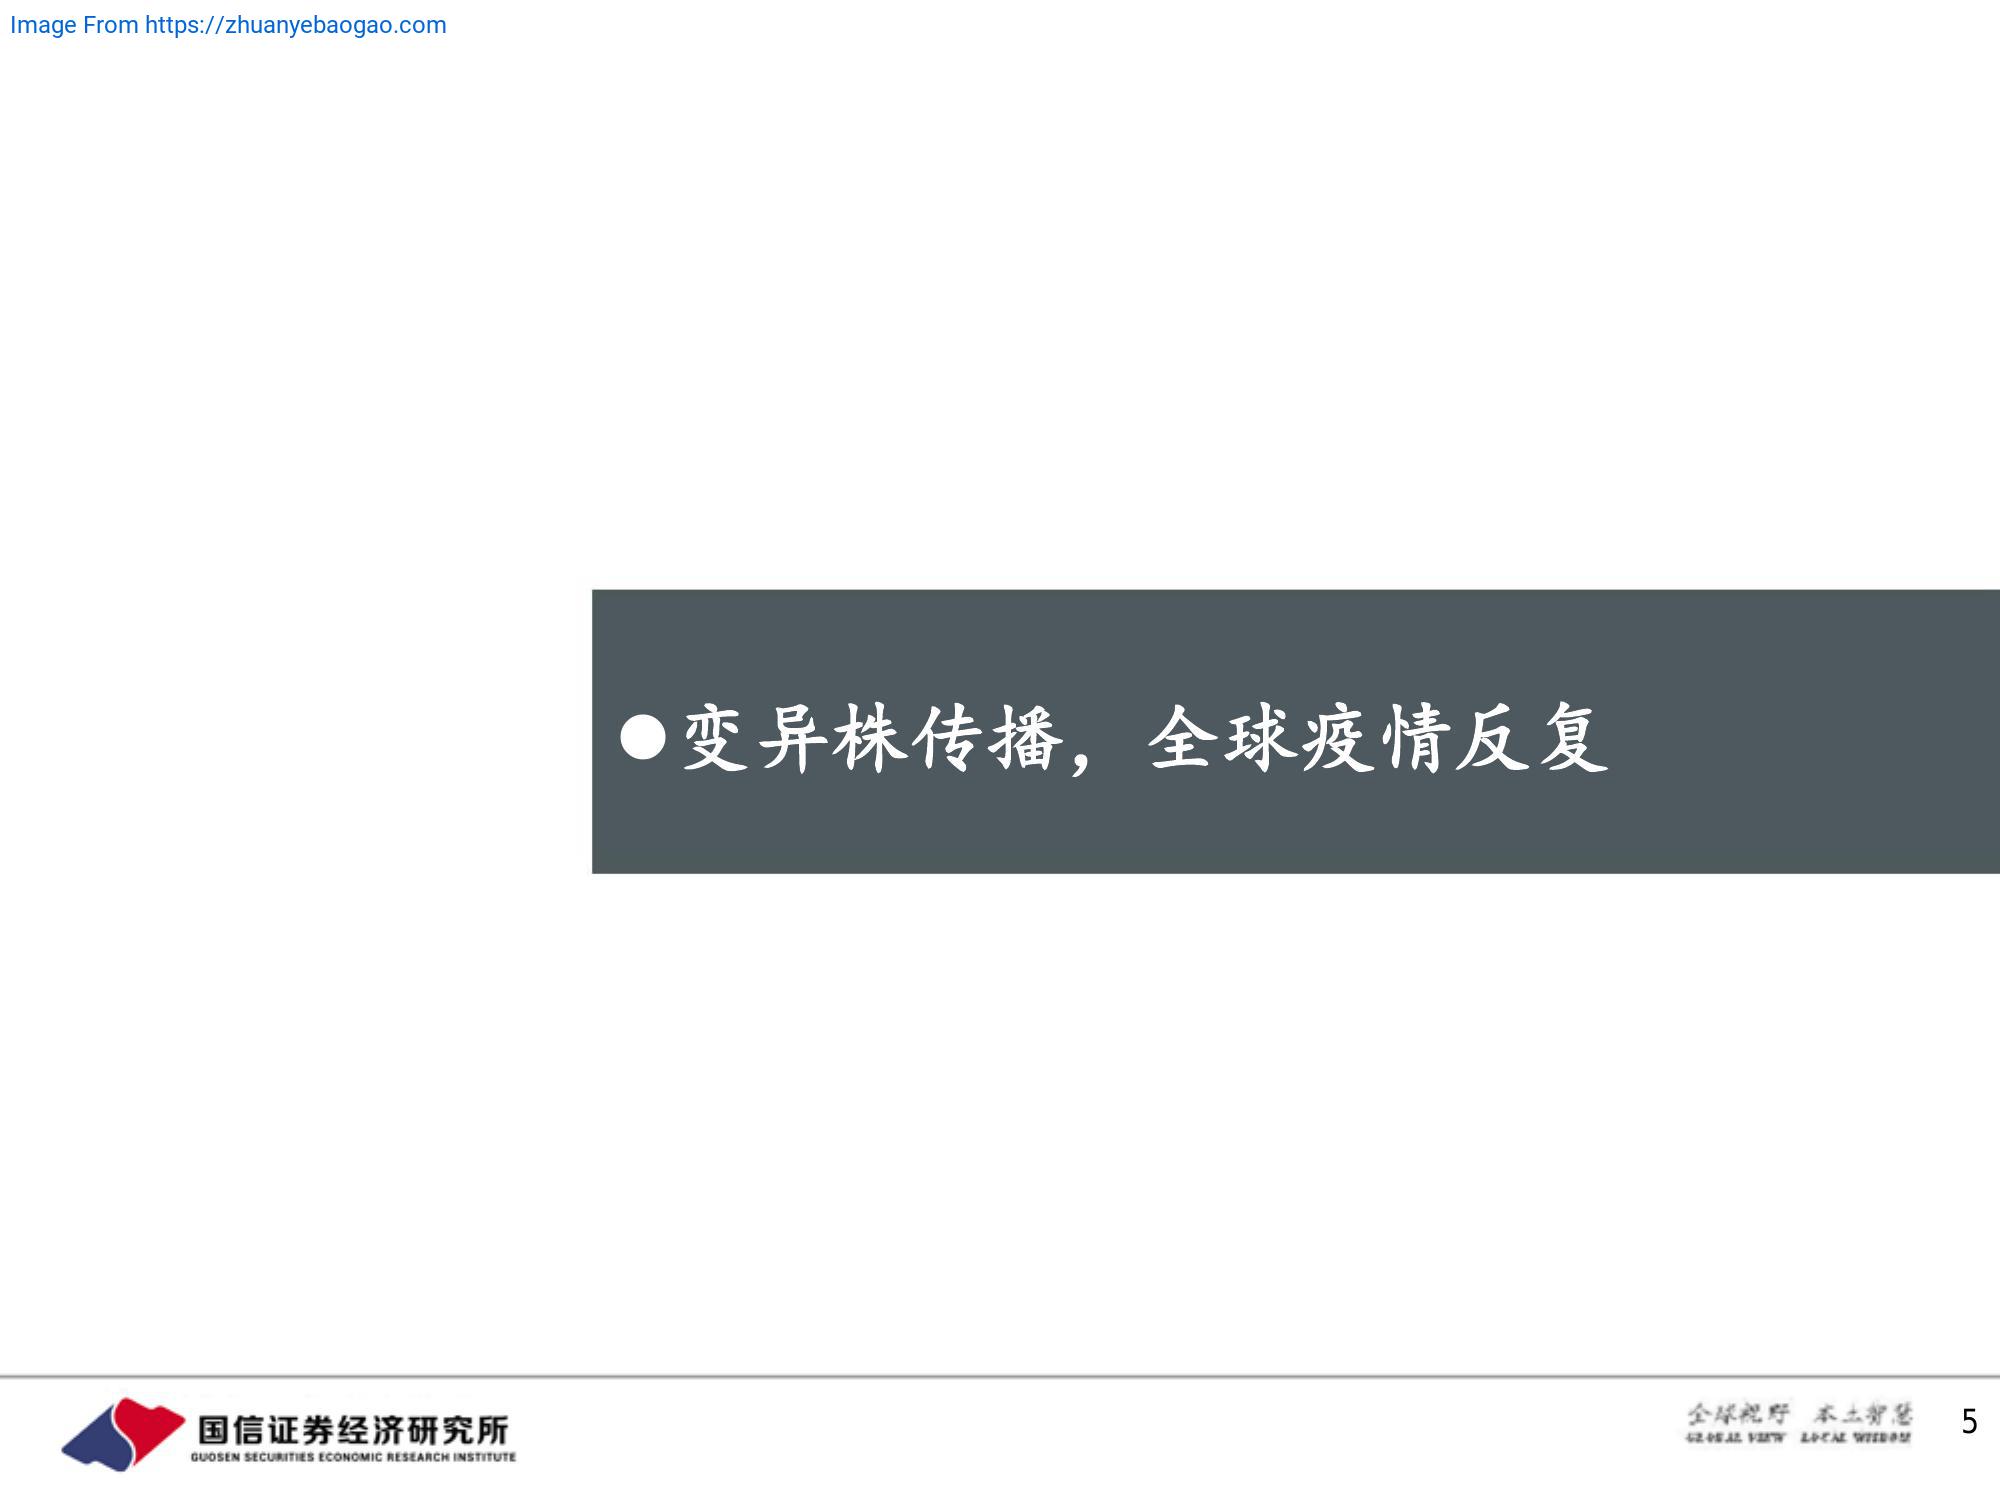 Image From https://zhuanyebaogao.com
●变异株传播，全球疫情反复
国信证券经济研究所
GUOSEN SECURITIES ECONOMIC RESEARCH INSTITUTE
全球视野 本土智慧
GLOBAL VIEW LOCAL WISDOM
5